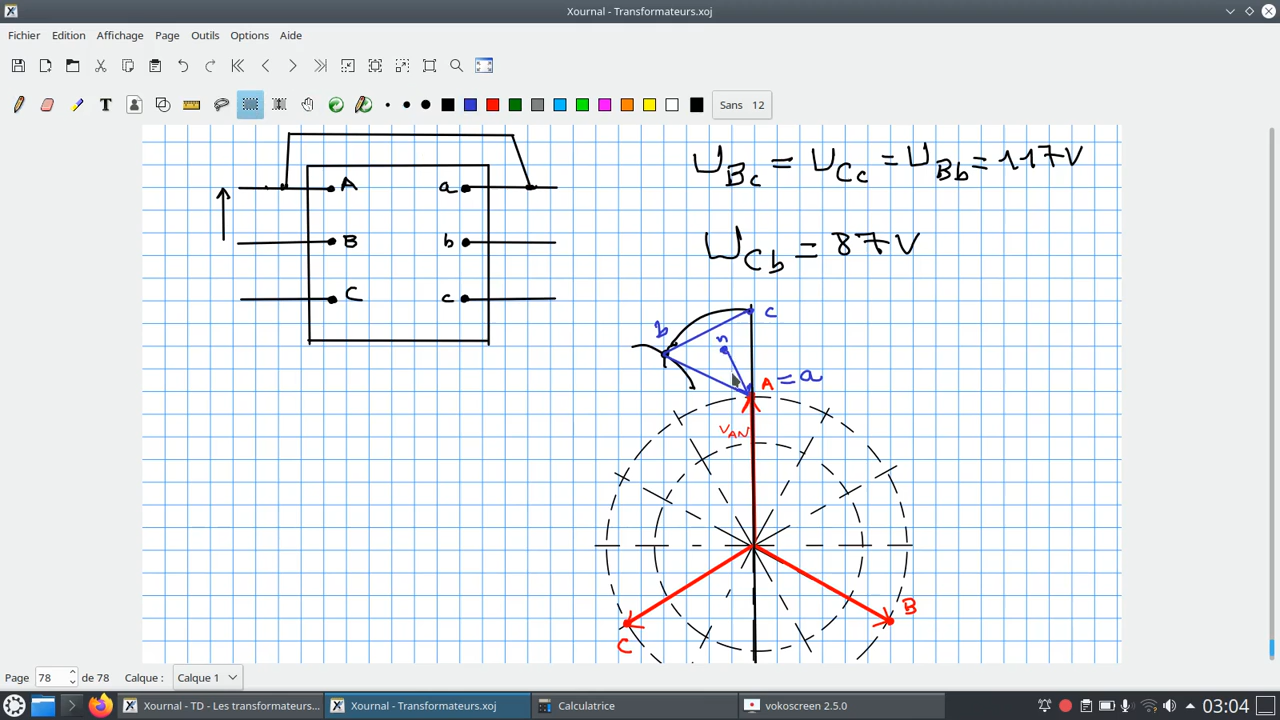 Xournal - Transformateurs.xoj
Fichier Edition Affichage Page Outils Options Aide
Sans 12
A a
B b
C c
U_Bc = U_Cc = U_Bb = 117V
U_Cb = 87V
c
b
n
A = a
V_AN
B
C
Page 78 de 78 Calque : Calque 1
Xournal - TD - Les transformateurs... Xournal - Transformateurs.xoj Calculatrice vokoscreen 2.5.0 03:04